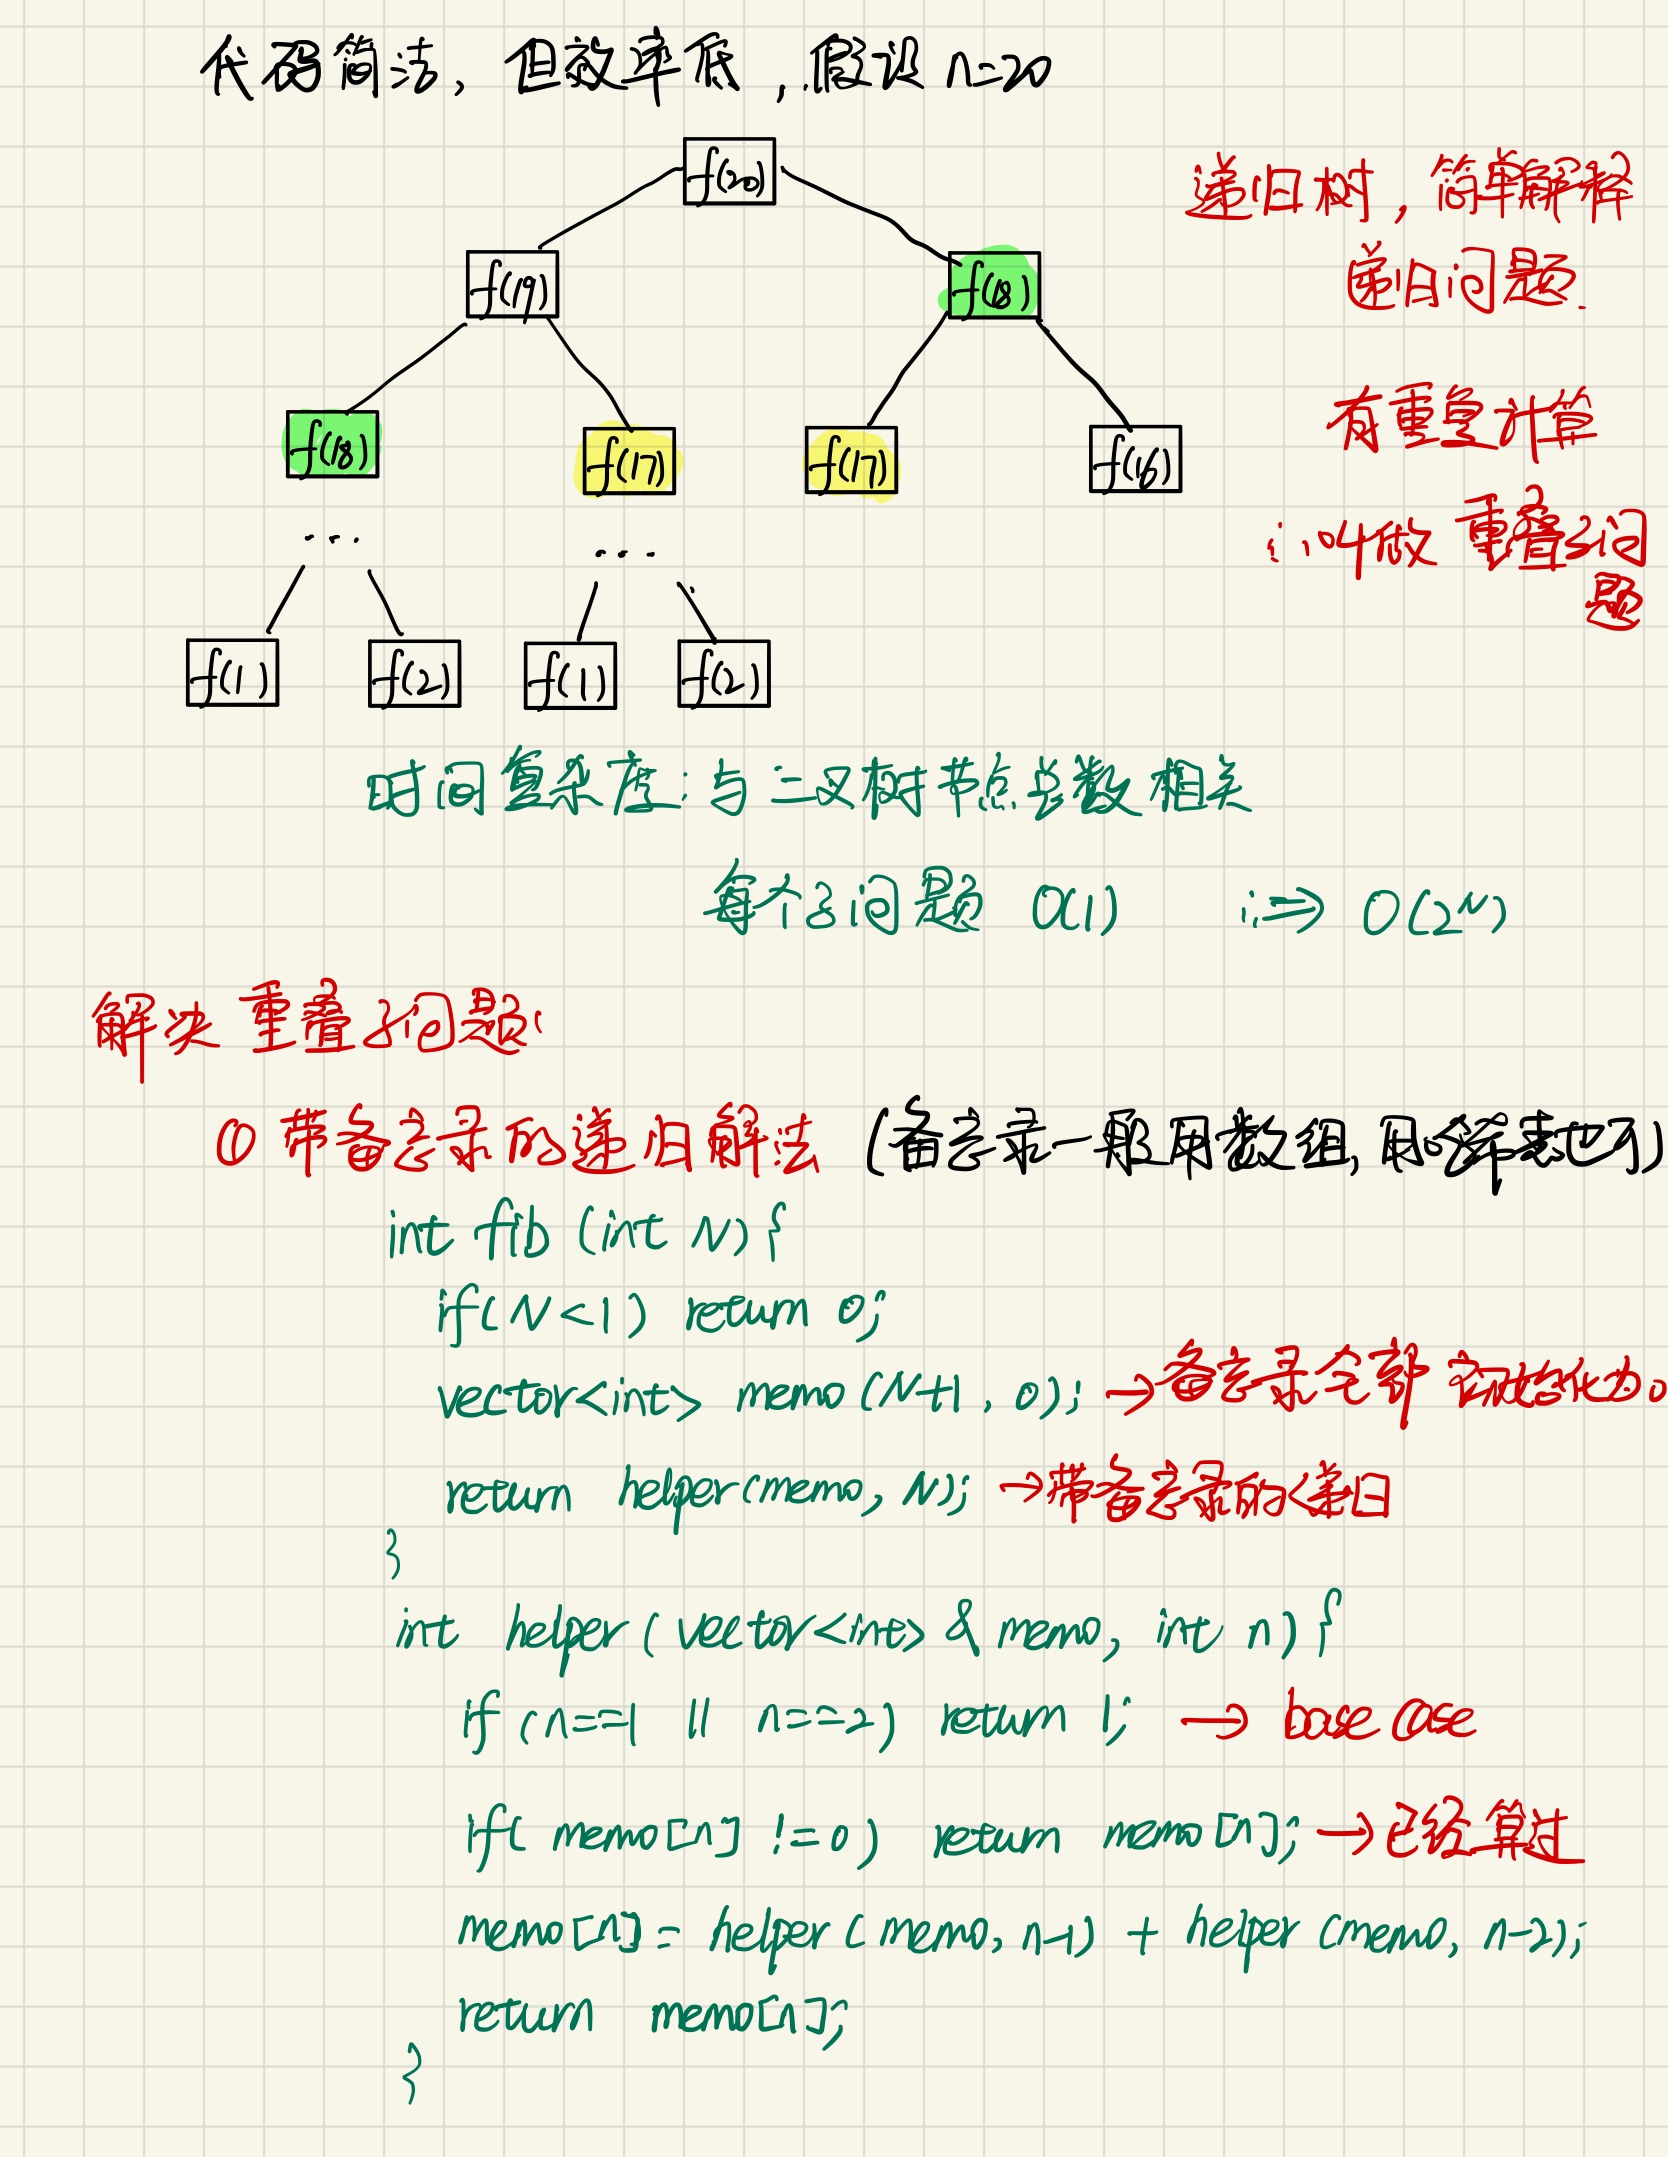 代码简洁，但效率低，假设 n=20
f(20)
递归树，简单解释
递归问题.
f(19) f(18)
f(18) f(17) f(17) f(16)
有重复计算
∴叫做 重叠子问
题
... ...
f(1) f(2) f(1) f(2)
时间复杂度：与二叉树节点总数相关
每个子问题 O(1) ∴⇒ O(2^N)
解决 重叠子问题：
① 带备忘录的递归解法 (备忘录一般用数组,用哈希表也可)
int fib (int N) {
if(N<1) return 0;
vector<int> memo (N+1, 0); →备忘录全部初始化为0
return helper(memo, N); →带备忘录的递归
}
int helper (vector<int> & memo, int n) {
if (n==1 || n==2) return 1; → base case
if( memo[n] !=0) return memo[n]; →已经算过
memo[n] = helper (memo, n-1) + helper (memo, n-2);
return memo[n];
}